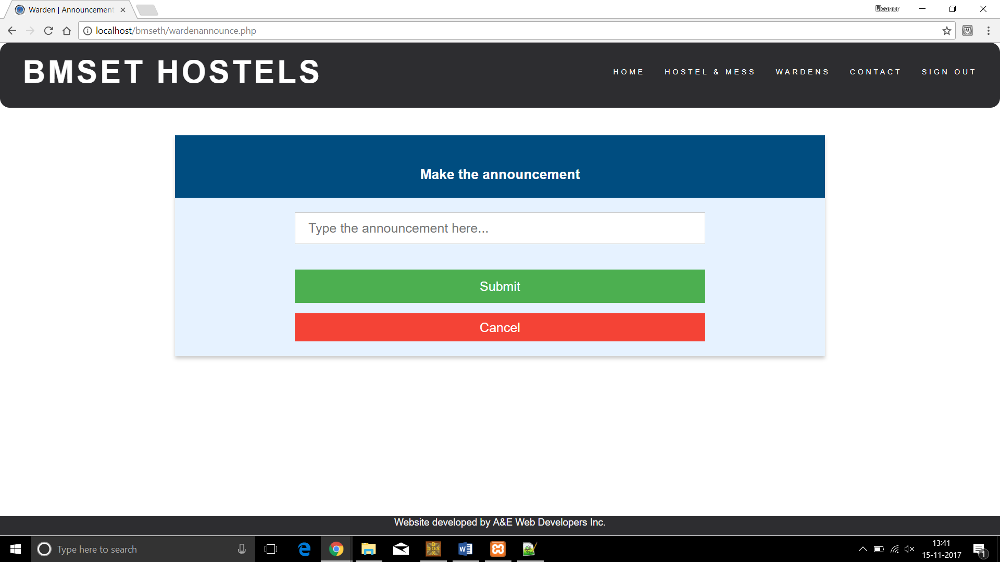 Warden | Announcement
Eleanor
localhost/bmseth/wardenannounce.php
BMSET HOSTELS
HOME HOSTEL & MESS WARDENS CONTACT SIGN OUT
Make the announcement
Type the announcement here...
Submit
Cancel
Website developed by A&E Web Developers Inc.
Type here to search
13:41
15-11-2017
1